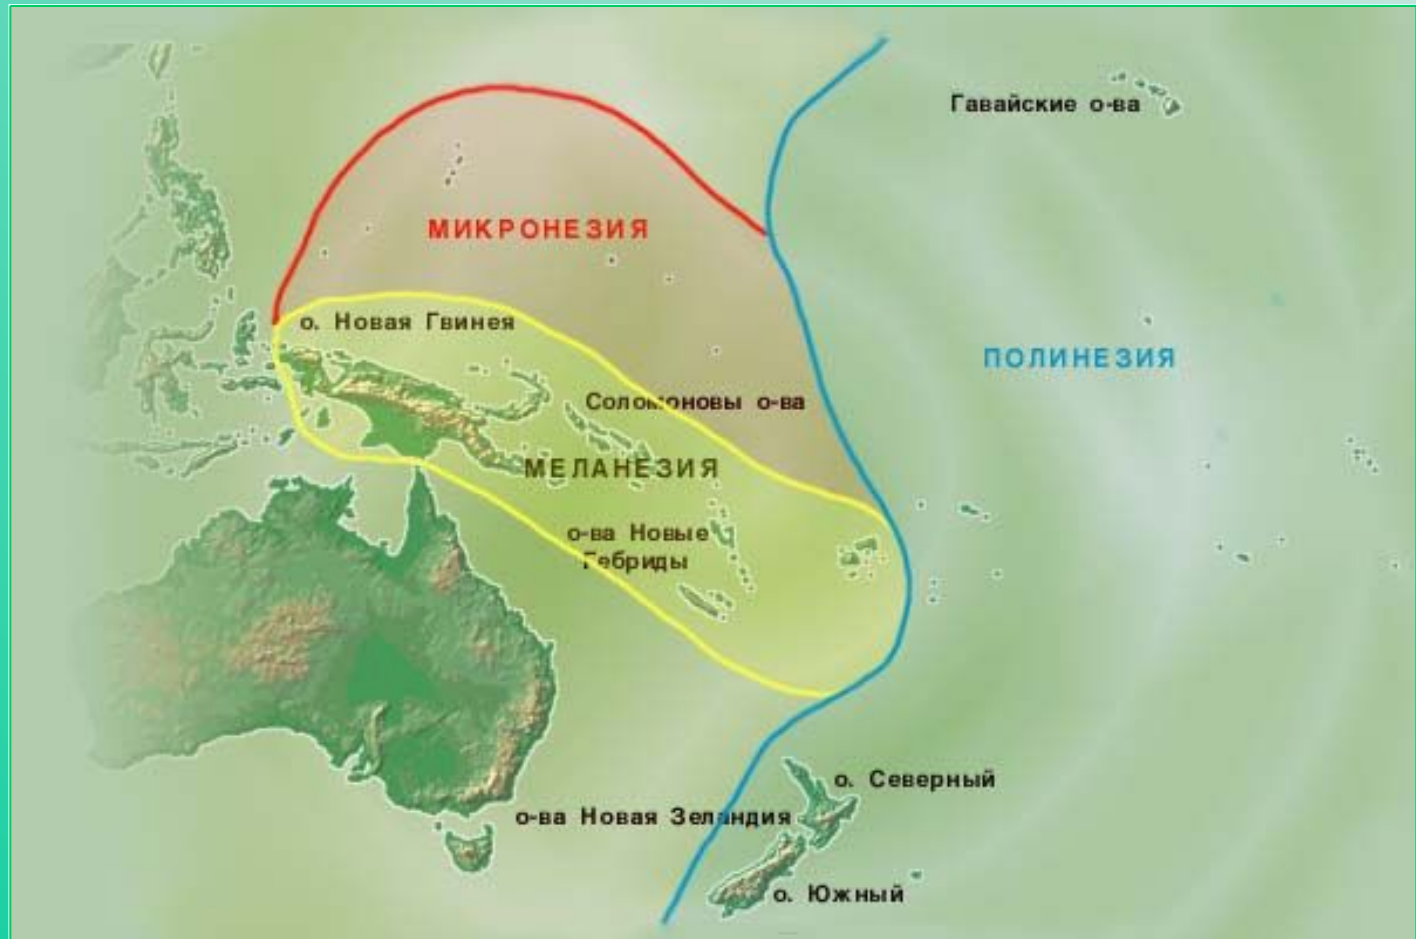 Гавайские о-ва
МИКРОНЕЗИЯ
о. Новая Гвинея
ПОЛИНЕЗИЯ
Соломоновы о-ва
МЕЛАНЕЗИЯ
о-ва Новые
Гебриды
о. Северный
о-ва Новая Зеландия
о. Южный